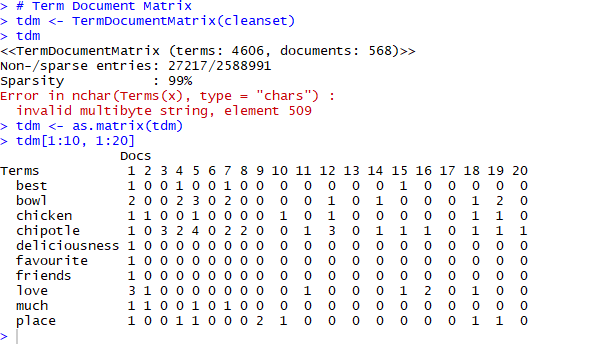 > # Term Document Matrix
> tdm <- TermDocumentMatrix(cleanset)
> tdm
<<TermDocumentMatrix (terms: 4606, documents: 568)>>
Non-/sparse entries: 27217/2588991
Sparsity           : 99%
Error in nchar(Terms(x), type = "chars") :
  invalid multibyte string, element 509
> tdm <- as.matrix(tdm)
> tdm[1:10, 1:20]
               Docs
Terms           1 2 3 4 5 6 7 8 9 10 11 12 13 14 15 16 17 18 19 20
  best          1 0 0 1 0 0 1 0 0  0  0  0  0  0  1  0  0  0  0  0
  bowl          2 0 0 2 3 0 2 0 0  0  0  1  0  1  0  0  0  1  2  0
  chicken       1 1 0 0 1 0 0 0 0  1  0  1  0  0  0  0  0  1  1  0
  chipotle      1 0 3 2 4 0 2 2 0  0  1  3  0  1  1  1  0  1  1  1
  deliciousness 1 0 0 0 0 0 0 0 0  0  0  0  0  0  0  0  0  0  0  0
  favourite     1 0 0 0 0 0 0 0 0  0  0  0  0  0  0  0  0  0  0  0
  friends       1 0 0 0 0 0 0 0 0  0  0  0  0  0  0  0  0  0  0  0
  love          3 1 0 0 0 0 0 0 0  0  1  0  0  0  1  2  0  1  0  0
  much          1 1 0 0 1 0 1 0 0  0  0  0  0  0  0  0  0  0  0  0
  place         1 0 0 1 1 0 0 0 2  1  0  0  0  0  0  0  0  1  1  0
>